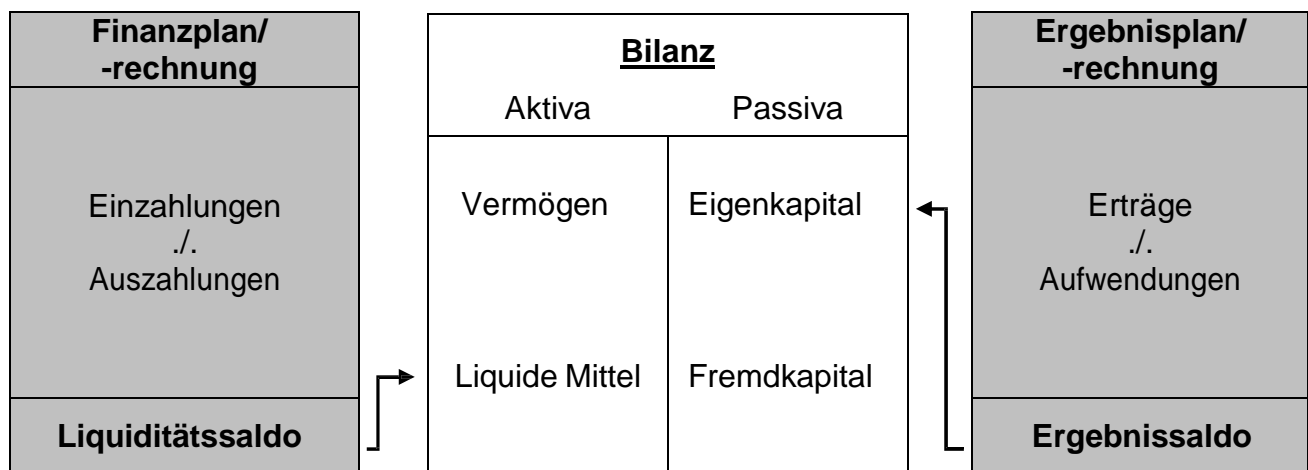 Finanzplan/
-rechnung
Einzahlungen
./.
Auszahlungen
Liquiditätssaldo
Bilanz
Aktiva Passiva
Vermögen Eigenkapital
Liquide Mittel Fremdkapital
Ergebnisplan/
-rechnung
Erträge
./.
Aufwendungen
Ergebnissaldo